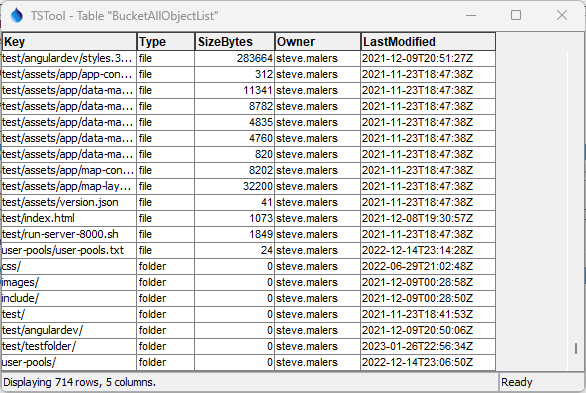 TSTool - Table "BucketAllObjectList"
Key Type SizeBytes Owner LastModified
test/angulardev/styles.3... file 283664 steve.malers 2021-12-09T20:51:27Z
test/assets/app/app-con... file 312 steve.malers 2021-11-23T18:47:38Z
test/assets/app/data-ma... file 11341 steve.malers 2021-11-23T18:47:38Z
test/assets/app/data-ma... file 8782 steve.malers 2021-11-23T18:47:38Z
test/assets/app/data-ma... file 4835 steve.malers 2021-11-23T18:47:38Z
test/assets/app/data-ma... file 4760 steve.malers 2021-11-23T18:47:38Z
test/assets/app/data-ma... file 820 steve.malers 2021-11-23T18:47:38Z
test/assets/app/map-con... file 8202 steve.malers 2021-11-23T18:47:38Z
test/assets/app/map-lay... file 32200 steve.malers 2021-11-23T18:47:38Z
test/assets/version.json file 41 steve.malers 2021-11-23T18:47:38Z
test/index.html file 1073 steve.malers 2021-12-08T19:30:57Z
test/run-server-8000.sh file 1849 steve.malers 2021-11-23T18:47:38Z
user-pools/user-pools.txt file 24 steve.malers 2022-12-14T23:14:28Z
css/ folder 0 steve.malers 2022-06-29T21:02:48Z
images/ folder 0 steve.malers 2021-12-09T00:28:58Z
include/ folder 0 steve.malers 2021-12-09T00:28:50Z
test/ folder 0 steve.malers 2021-11-23T18:41:53Z
test/angulardev/ folder 0 steve.malers 2021-12-09T20:50:06Z
test/testfolder/ folder 0 steve.malers 2023-01-26T22:56:34Z
user-pools/ folder 0 steve.malers 2022-12-14T23:06:50Z
Displaying 714 rows, 5 columns. Ready